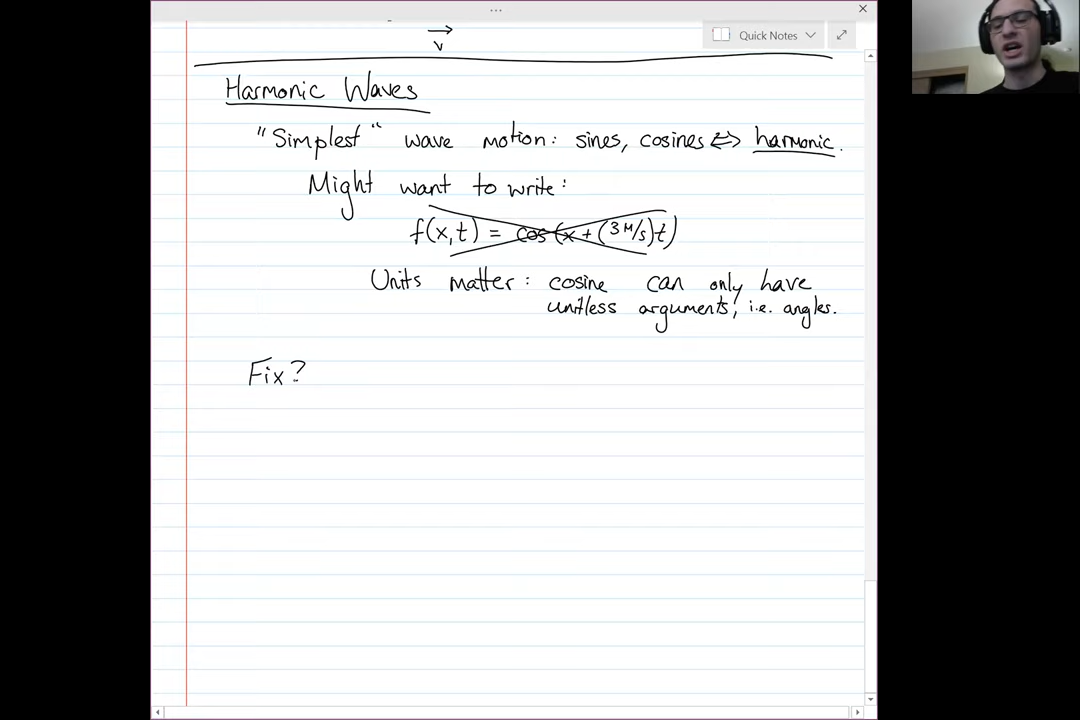 Quick Notes
v
Harmonic Waves
"Simplest" wave motion: sines, cosines ⇔ harmonic.
Might want to write:
f(x,t) = cos(x + (3 m/s)t)
Units matter: cosine can only have
unitless arguments, i.e. angles.
Fix?